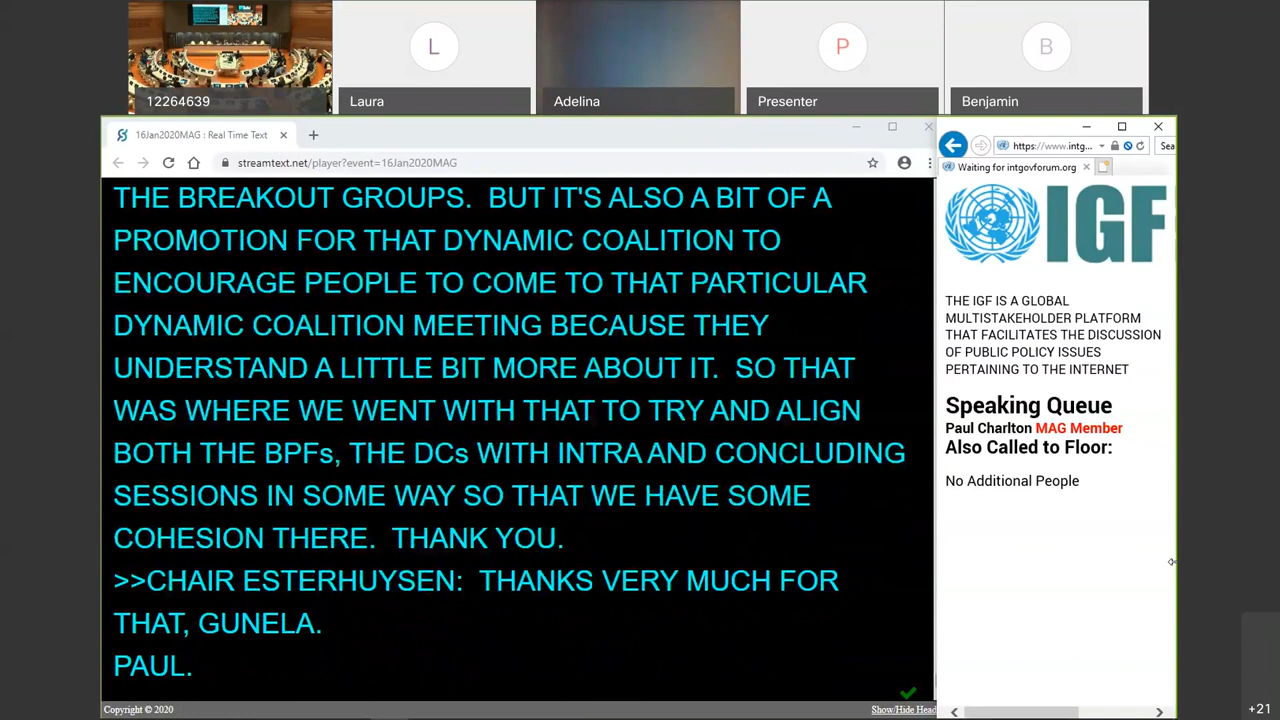 L
P
B
12264639
Laura
Adelina
Presenter
Benjamin
16Jan2020MAG : Real Time Text
streamtext.net/player?event=16Jan2020MAG
THE BREAKOUT GROUPS.  BUT IT'S ALSO A BIT OF A
PROMOTION FOR THAT DYNAMIC COALITION TO
ENCOURAGE PEOPLE TO COME TO THAT PARTICULAR
DYNAMIC COALITION MEETING BECAUSE THEY
UNDERSTAND A LITTLE BIT MORE ABOUT IT.  SO THAT
WAS WHERE WE WENT WITH THAT TO TRY AND ALIGN
BOTH THE BPFs, THE DCs WITH INTRA AND CONCLUDING
SESSIONS IN SOME WAY SO THAT WE HAVE SOME
COHESION THERE.  THANK YOU.
>>CHAIR ESTERHUYSEN:  THANKS VERY MUCH FOR
THAT, GUNELA.
PAUL.
Copyright © 2020
Show/Hide Head
https://www.intg...
Sea
Waiting for intgovforum.org
IGF
THE IGF IS A GLOBAL
MULTISTAKEHOLDER PLATFORM
THAT FACILITATES THE DISCUSSION
OF PUBLIC POLICY ISSUES
PERTAINING TO THE INTERNET
Speaking Queue
Paul Charlton MAG Member
Also Called to Floor:
No Additional People
+21